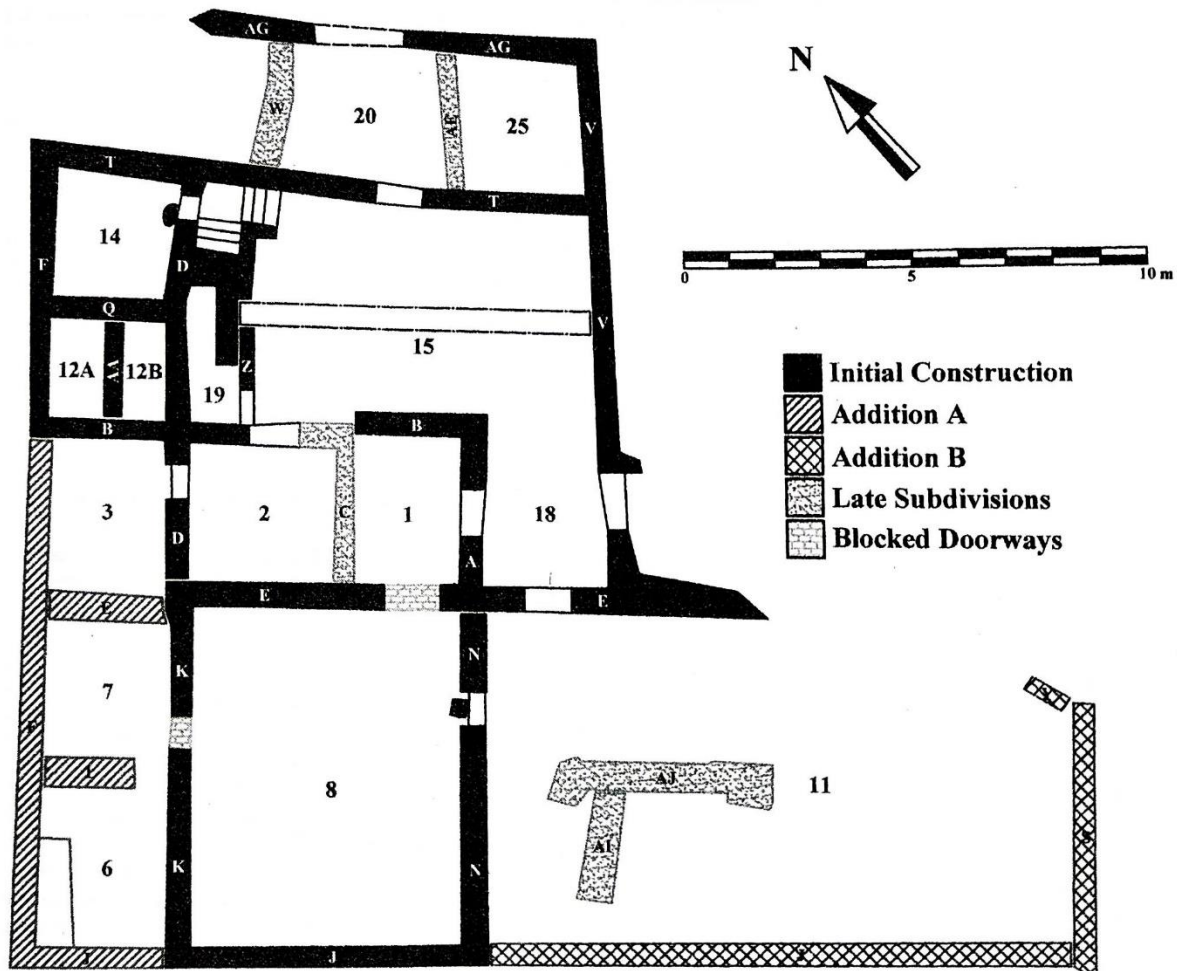 AG
AG
N
W
20
AE
25
V
T
T
14
F
D
0
5
10 m
Q
V
15
12A
AA
12B
Z
19
Initial Construction
Addition A
B
B
Addition B
Late Subdivisions
3
2
C
1
18
Blocked Doorways
D
A
E
E
E
K
N
7
F
I
8
AJ
11
6
AI
S
K
N
J
J
J